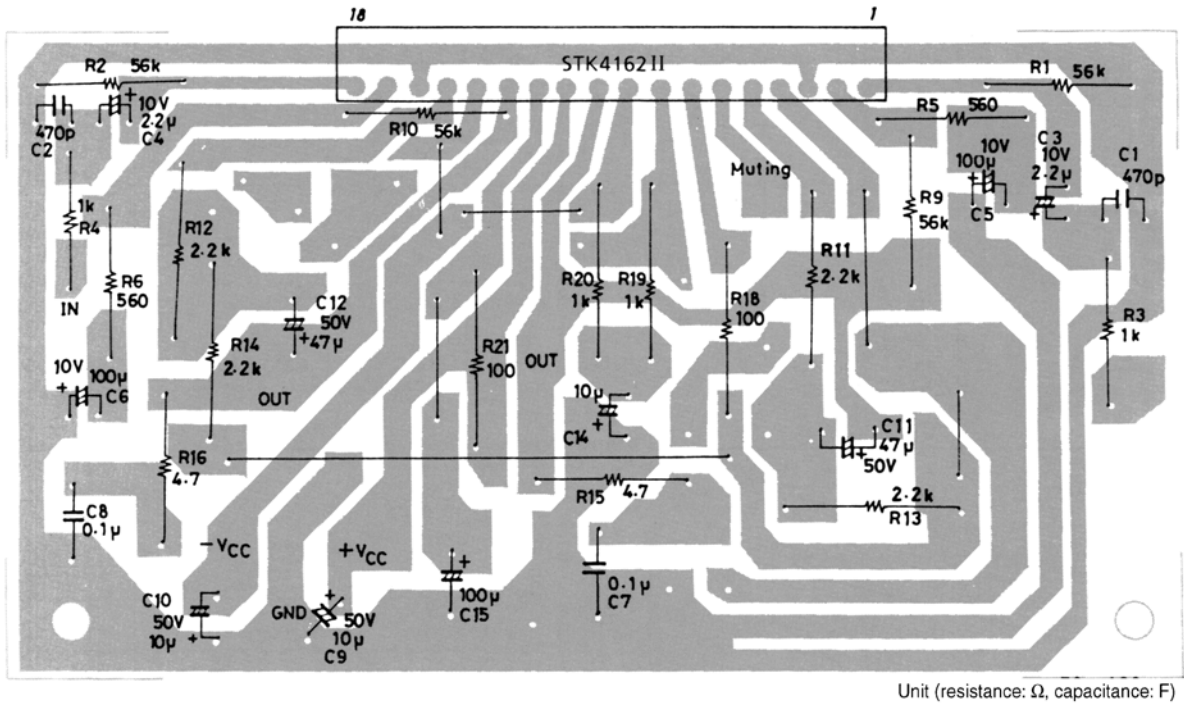 18
1
STK4162II
R2
56k
10V
2.2μ
C4
470p
C2
R10
56k
R1
56k
R5
560
C3
10V
2.2μ
C1
470p
10V
100μ
C5
Muting
1k
R4
R12
2.2k
R9
56k
R11
2.2k
R6
560
IN
C12
50V
47μ
R20
1k
R19
1k
R18
100
R3
1k
R14
2.2k
R21
100
OUT
10V
100μ
C6
OUT
10μ
C14
C11
47μ
50V
R16
4.7
R15
4.7
2.2k
R13
C8
0.1μ
-VCC
+VCC
C10
50V
10μ
GND
50V
10μ
C9
100μ
C15
0.1μ
C7
Unit (resistance: Ω, capacitance: F)